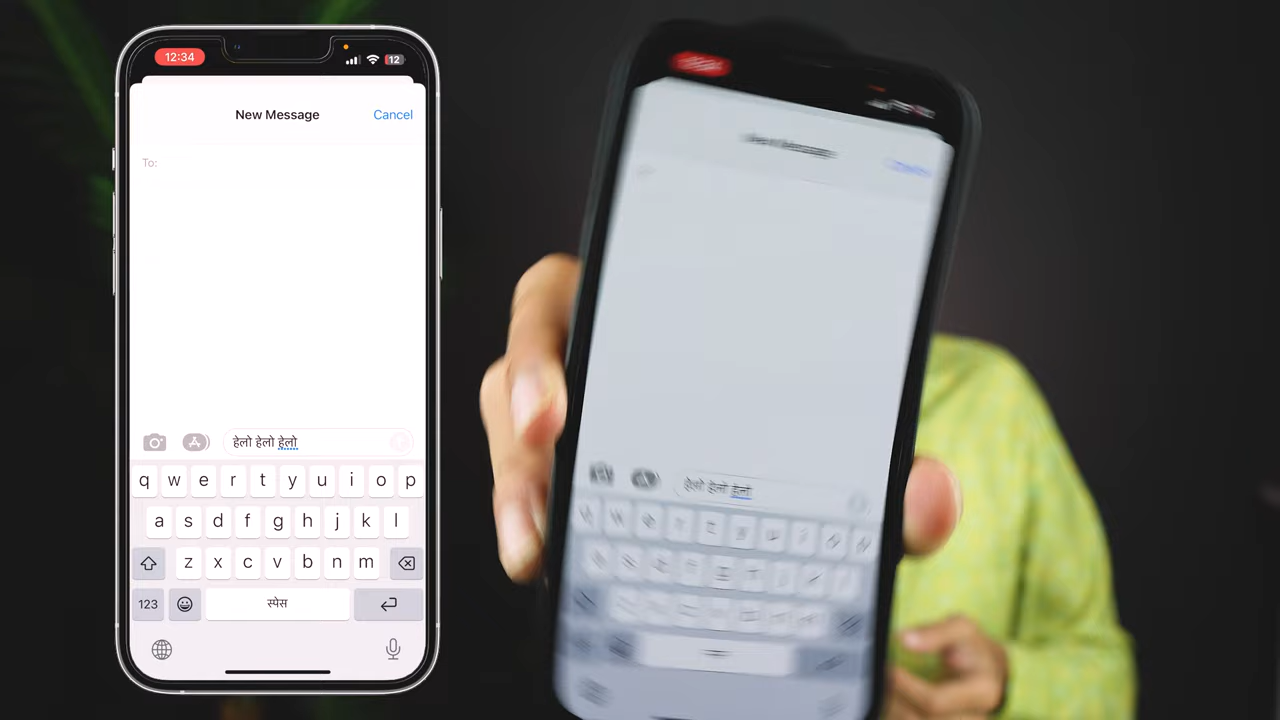 12:34
12
New Message
Cancel
To:
हेलो हेलो हेलो
q w e r t y u i o p
a s d f g h j k l
z x c v b n m
123
स्पेस
हेलो हेलो हेलो